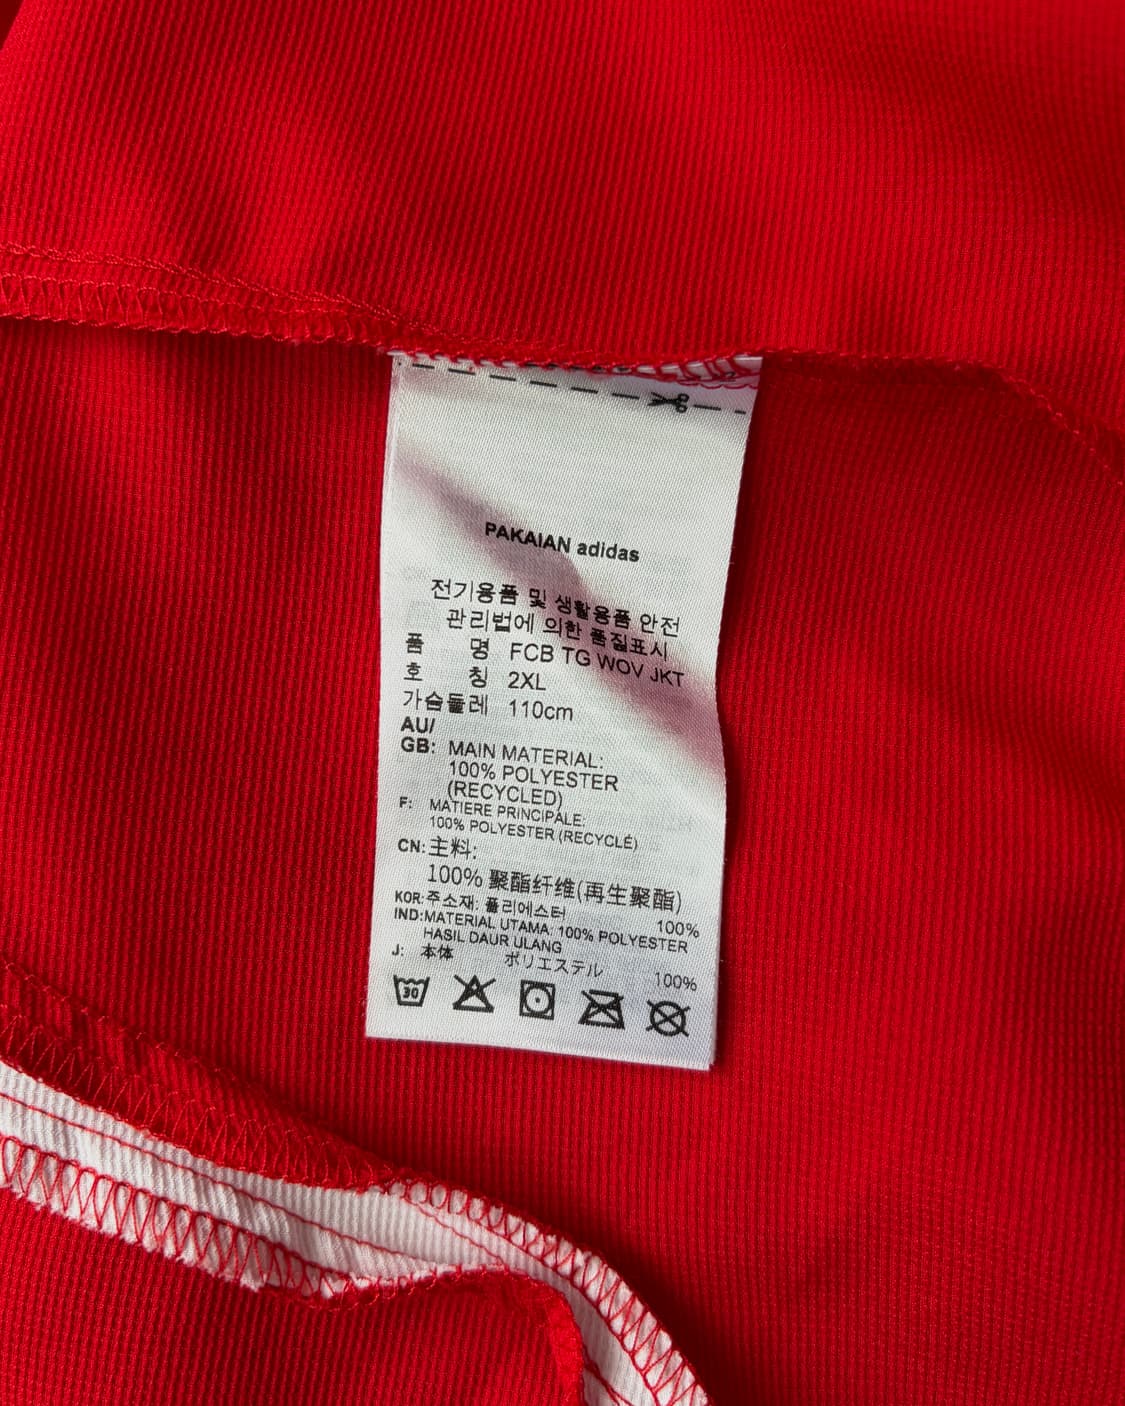 PAKAIAN adidas
전기용품 및 생활용품 안전
관리법에 의한 품질표시
품 명 FCB TG WOV JKT
호 칭 2XL
가슴둘레 110cm
AU/
GB: MAIN MATERIAL:
100% POLYESTER
(RECYCLED)
F: MATIERE PRINCIPALE:
100% POLYESTER (RECYCLÉ)
CN: 主料:
100% 聚酯纤维(再生聚酯)
KOR: 주소재: 폴리에스터 100%
IND: MATERIAL UTAMA: 100% POLYESTER
HASIL DAUR ULANG
J: 本体 ポリエステル 100%
30